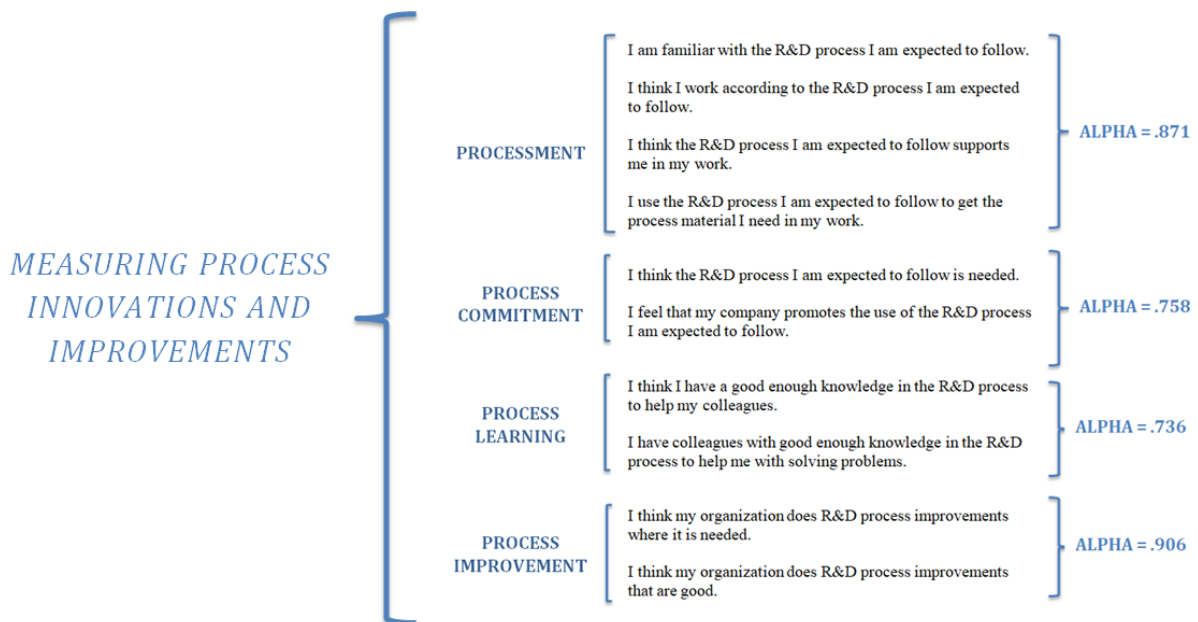 MEASURING PROCESS
INNOVATIONS AND
IMPROVEMENTS
PROCESSMENT
I am familiar with the R&D process I am expected to follow.
I think I work according to the R&D process I am expected
to follow.
I think the R&D process I am expected to follow supports
me in my work.
I use the R&D process I am expected to follow to get the
process material I need in my work.
ALPHA = .871
PROCESS
COMMITMENT
I think the R&D process I am expected to follow is needed.
I feel that my company promotes the use of the R&D process
I am expected to follow.
ALPHA = .758
PROCESS
LEARNING
I think I have a good enough knowledge in the R&D process
to help my colleagues.
I have colleagues with good enough knowledge in the R&D
process to help me with solving problems.
ALPHA = .736
PROCESS
IMPROVEMENT
I think my organization does R&D process improvements
where it is needed.
I think my organization does R&D process improvements
that are good.
ALPHA = .906